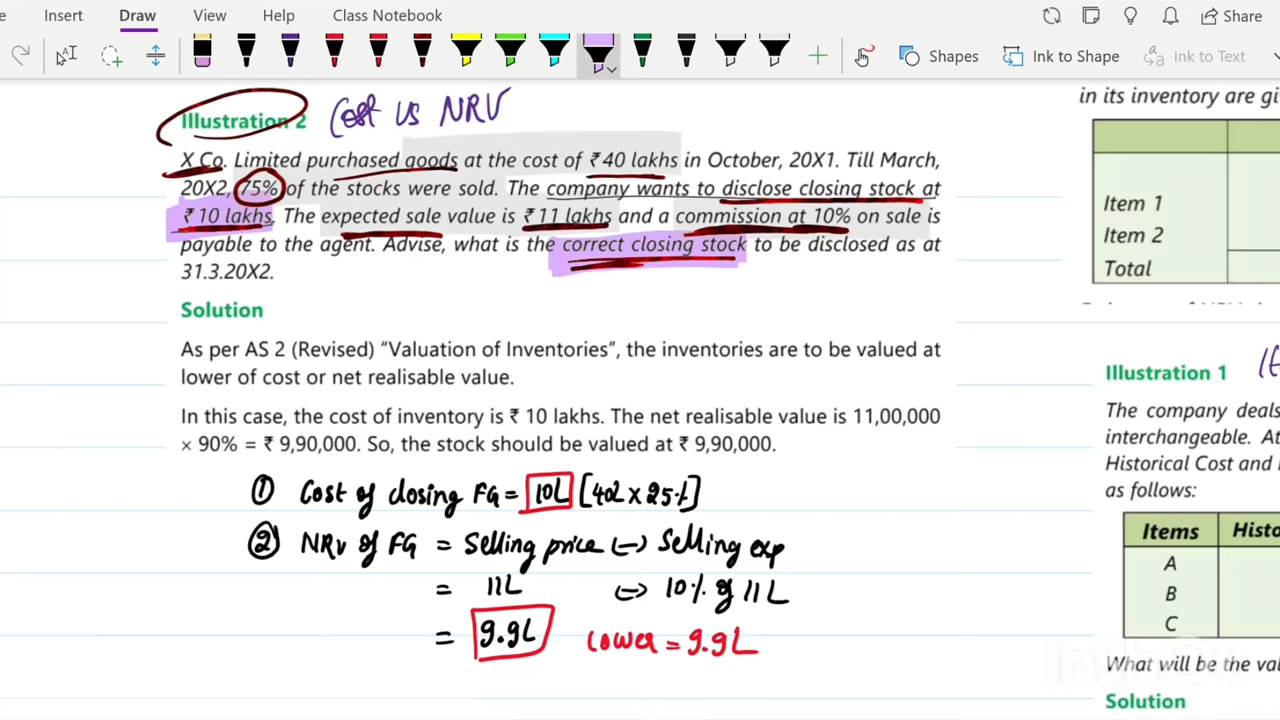 Insert Draw View Help Class Notebook
Share
Shapes Ink to Shape Ink to Text
Illustration 2 Cost vs NRV
X Co. Limited purchased goods at the cost of ₹40 lakhs in October, 20X1. Till March,
20X2, 75% of the stocks were sold. The company wants to disclose closing stock at
₹ 10 lakhs. The expected sale value is ₹ 11 lakhs and a commission at 10% on sale is
payable to the agent. Advise, what is the correct closing stock to be disclosed as at
31.3.20X2.
Solution
As per AS 2 (Revised) “Valuation of Inventories”, the inventories are to be valued at
lower of cost or net realisable value.
In this case, the cost of inventory is ₹ 10 lakhs. The net realisable value is 11,00,000
× 90% = ₹ 9,90,000. So, the stock should be valued at ₹ 9,90,000.
① Cost of closing FG = 10L [40L x 25%]
② NRV of FG = Selling price (-) Selling exp
= 11L (-) 10% of 11L
= 9.9L Lower = 9.9L
in its inventory are giv
Item 1
Item 2
Total
Illustration 1
The company deals
interchangeable. At
Historical Cost and
as follows:
Items Histo
A
B
C
What will be the va
Solution